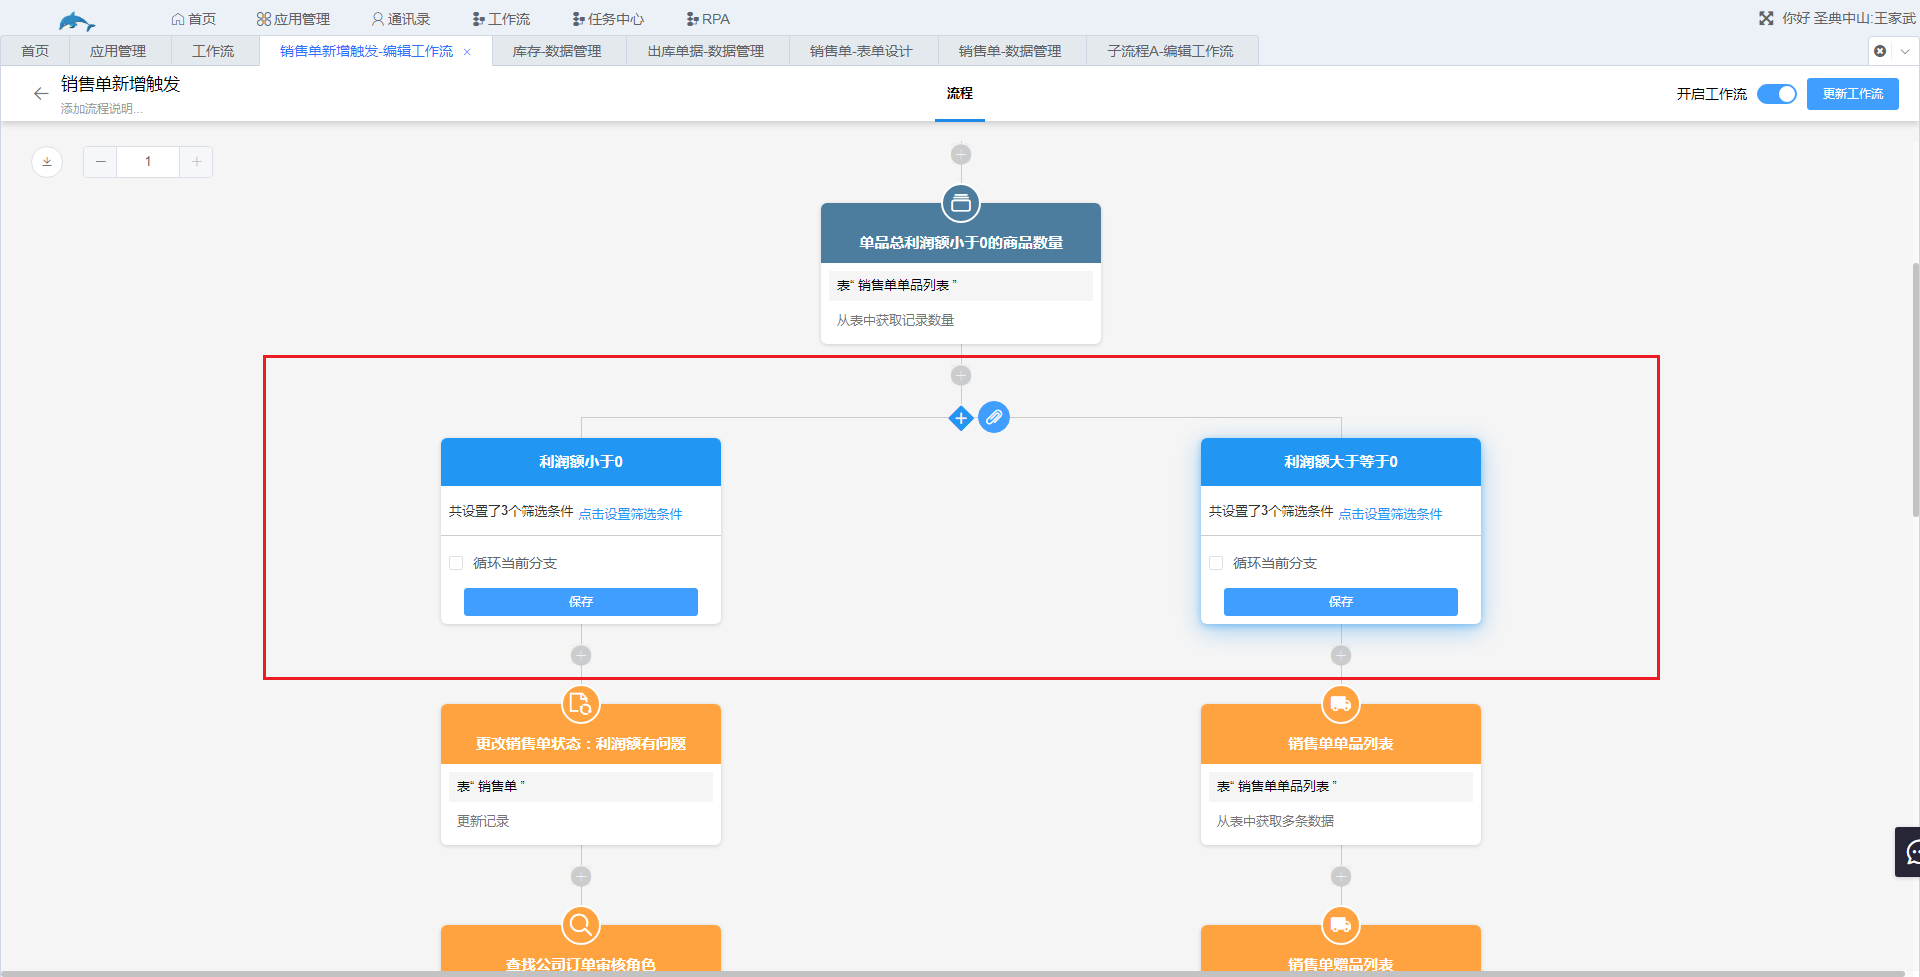 首页
应用管理
通讯录
工作流
任务中心
RPA
你好 圣典中山:王家武
首页
应用管理
工作流
销售单新增触发-编辑工作流 ×
库存-数据管理
出库单据-数据管理
销售单-表单设计
销售单-数据管理
子流程A-编辑工作流
销售单新增触发
添加流程说明...
流程
开启工作流
更新工作流
1
单品总利润额小于0的商品数量
表“ 销售单单品列表 ”
从表中获取记录数量
利润额小于0
利润额大于等于0
共设置了3个筛选条件 点击设置筛选条件
共设置了3个筛选条件 点击设置筛选条件
循环当前分支
循环当前分支
保存
保存
更改销售单状态：利润额有问题
销售单单品列表
表“ 销售单 ”
表“ 销售单单品列表 ”
更新记录
从表中获取多条数据
查找公司订单审核角色
销售单赠品列表